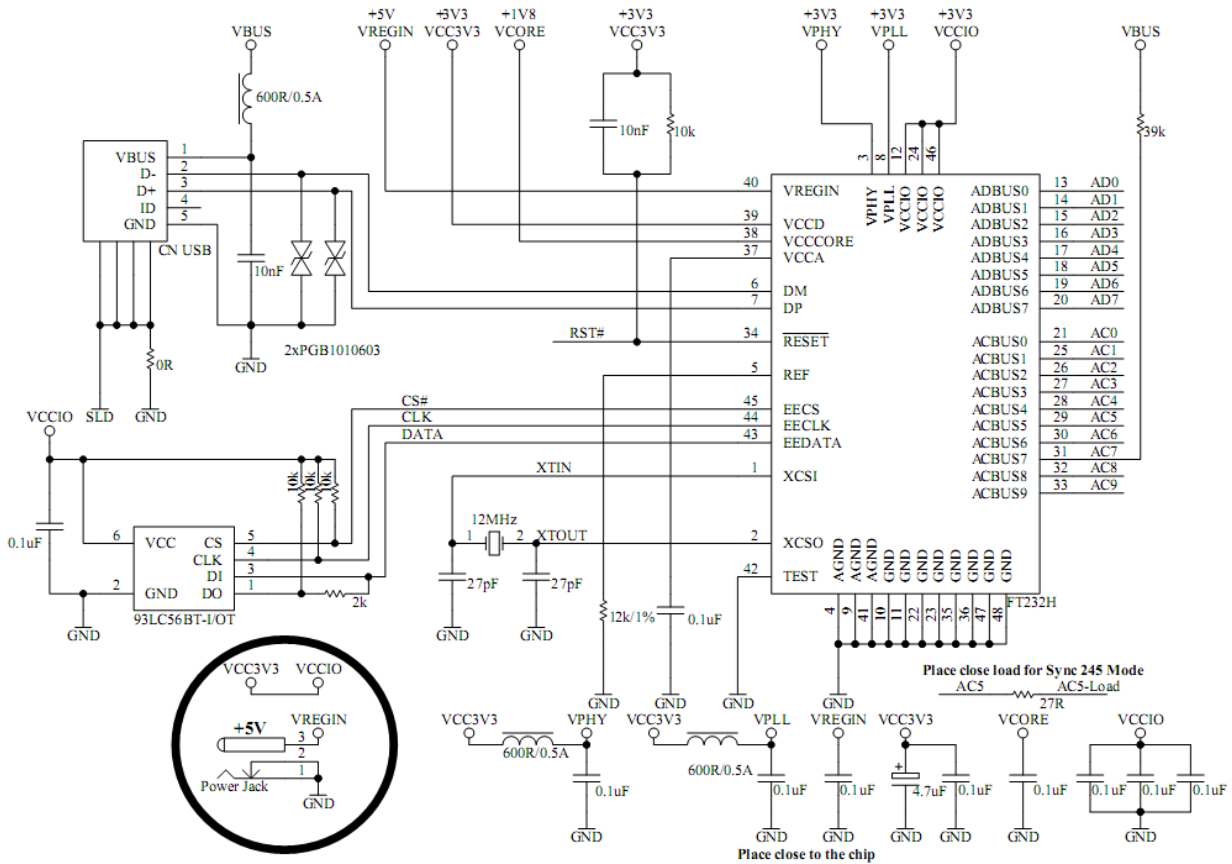 +5V +3V3 +1V8 +3V3 +3V3 +3V3 +3V3
VBUS VREGIN VCC3V3 VCORE VCC3V3 VPHY VPLL VCCIO VBUS
600R/0.5A
10nF 10k 39k
3 8 12 24 46
VPHY VPLL VCCIO VCCIO VCCIO
VBUS 1
D- 2
D+ 3
ID 4
GND 5
CN USB
10nF
2xPGB1010603
GND
0R
SLD GND
40 VREGIN
39 VCCD
38 VCCCORE
37 VCCA
6 DM
7 DP
RST# 34 RESET
5 REF
CS# 45 EECS
CLK 44 EECLK
DATA 43 EEDATA
XTIN 1 XCSI
XTOUT 2 XCSO
42 TEST
ADBUS0 13 AD0
ADBUS1 14 AD1
ADBUS2 15 AD2
ADBUS3 16 AD3
ADBUS4 17 AD4
ADBUS5 18 AD5
ADBUS6 19 AD6
ADBUS7 20 AD7
ACBUS0 21 AC0
ACBUS1 25 AC1
ACBUS2 26 AC2
ACBUS3 27 AC3
ACBUS4 28 AC4
ACBUS5 29 AC5
ACBUS6 30 AC6
ACBUS7 31 AC7
ACBUS8 32 AC8
ACBUS9 33 AC9
AGND AGND AGND GND GND GND GND GND GND GND GND
4 9 41 10 11 22 23 35 36 47 48
FT232H
GND
VCCIO
10k 10k 10k
0.1uF
6 VCC CS 5
CLK 4
DI 3
2 GND DO 1
2k
93LC56BT-I/OT
GND
12MHz
1 2
27pF 27pF
GND GND
12k/1%
GND
0.1uF
GND
GND
VCC3V3 VCCIO
+5V
VREGIN
3
2
1
Power Jack
GND
Place close load for Sync 245 Mode
AC5 AC5-Load
27R
VCC3V3 VPHY VCC3V3 VPLL VREGIN VCC3V3 VCORE VCCIO
600R/0.5A 600R/0.5A
+
0.1uF 0.1uF 0.1uF 4.7uF 0.1uF 0.1uF 0.1uF 0.1uF 0.1uF
GND GND GND GND GND GND GND
Place close to the chip